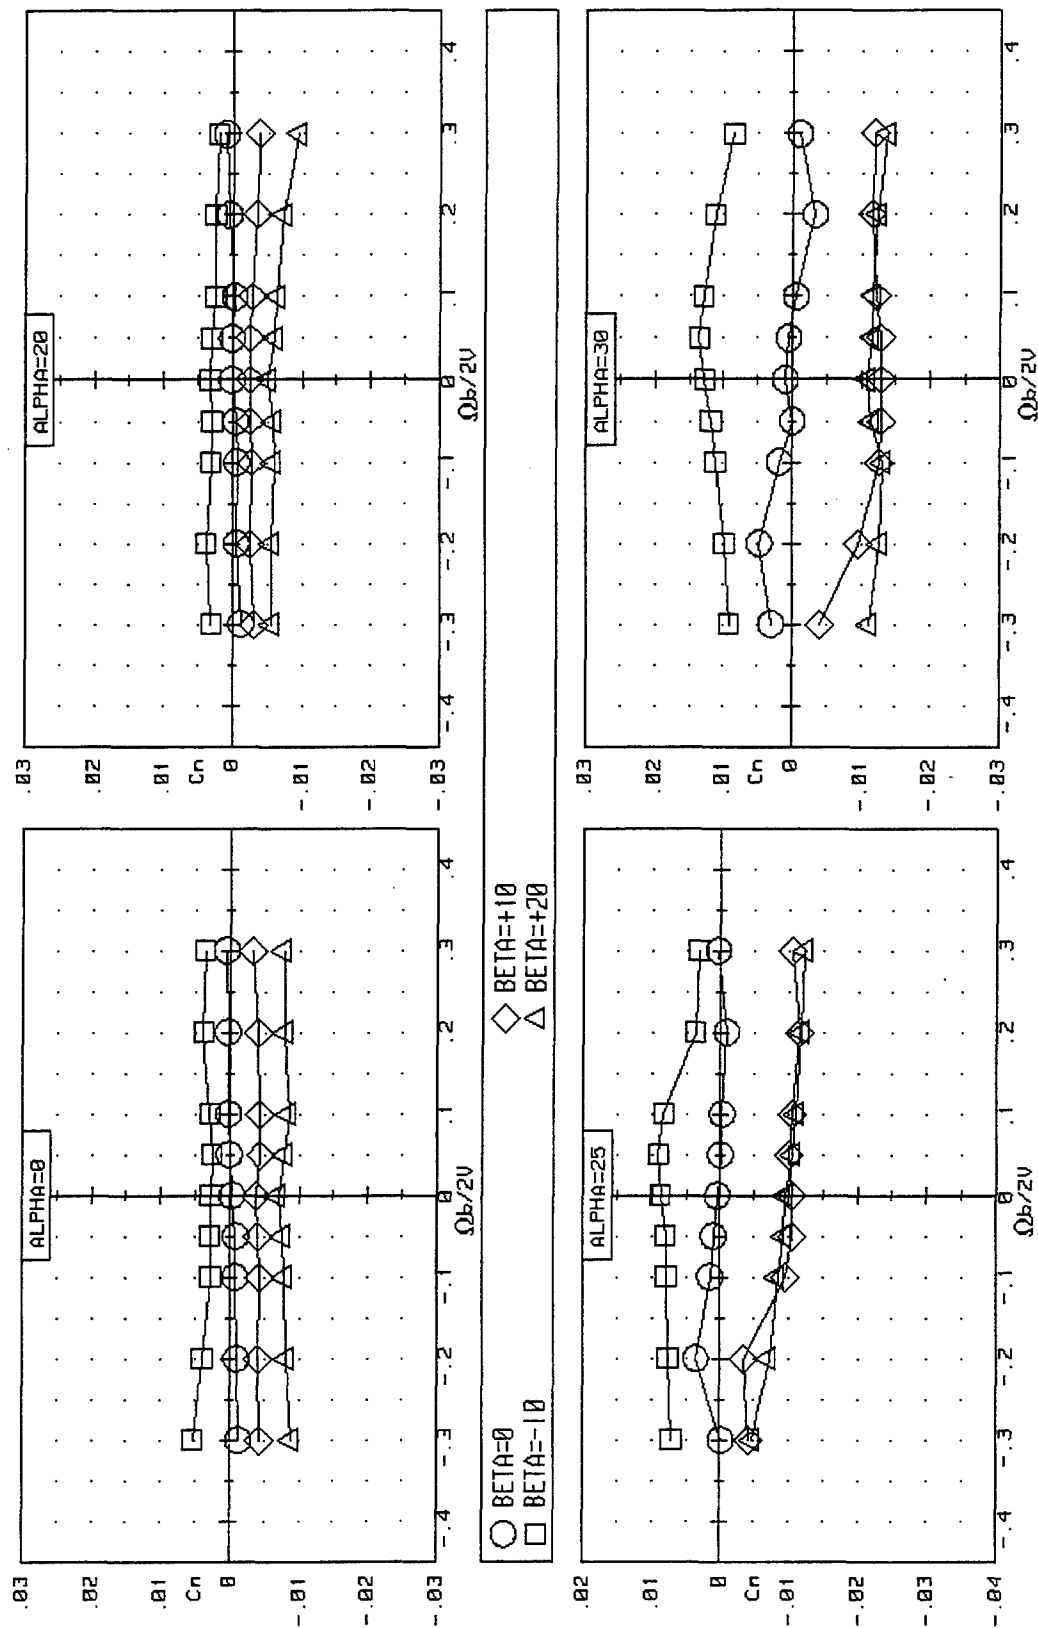 ALPHA=0
.03
.02
.01
Cn
0
-.01
-.02
-.03
-.4 -.3 -.2 -.1 0 .1 .2 .3 .4
Ωb/2V
ALPHA=20
.03
.02
.01
Cn
0
-.01
-.02
-.03
-.4 -.3 -.2 -.1 0 .1 .2 .3 .4
Ωb/2V
BETA=0
BETA=-10
BETA=+10
BETA=+20
ALPHA=25
.02
.01
0
Cn
-.01
-.02
-.03
-.04
-.4 -.3 -.2 -.1 0 .1 .2 .3 .4
Ωb/2V
ALPHA=30
.03
.02
.01
Cn
0
-.01
-.02
-.03
-.4 -.3 -.2 -.1 0 .1 .2 .3 .4
Ωb/2V